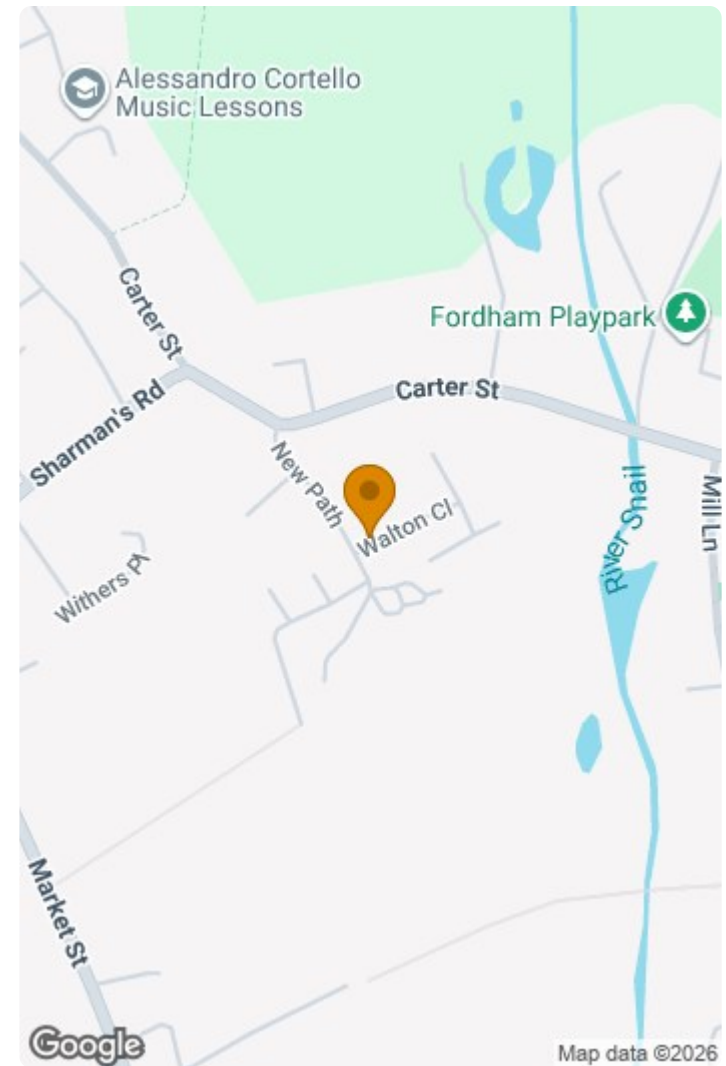 Alessandro Cortello
Music Lessons
Carter St
Fordham Playpark
Sharman's Rd
Carter St
New Path
Walton Cl
Mill Ln
River Snail
Withers Pl
Market St
Google
Map data ©2026